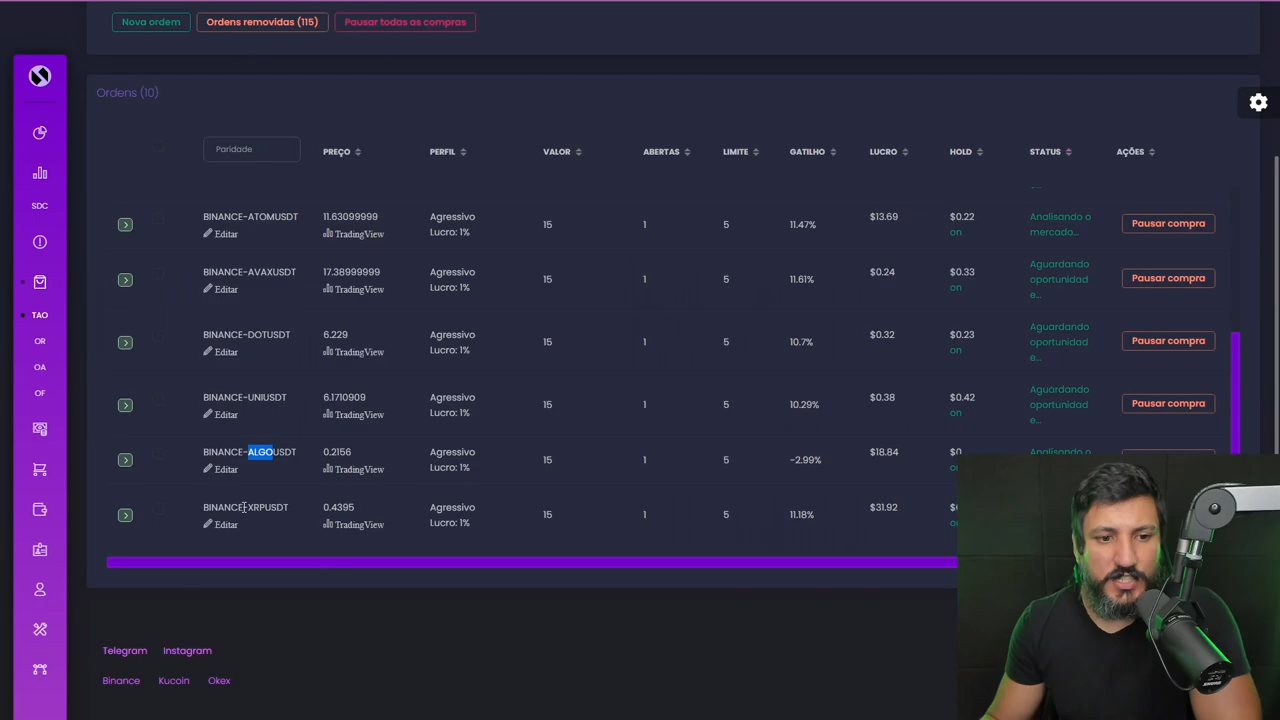 Nova ordem Ordens removidas (115) Pausar todas as compras
Ordens (10)
Paridade PREÇO PERFIL VALOR ABERTAS LIMITE GATILHO LUCRO HOLD STATUS AÇÕES
BINANCE-ATOMUSDT 11.63099999 Agressivo 15 1 5 11.47% $13.69 $0.22 Analisando o Pausar compra
Editar TradingView Lucro: 1% on mercado...
BINANCE-AVAXUSDT 17.38999999 Agressivo 15 1 5 11.61% $0.24 $0.33 Aguardando Pausar compra
Editar TradingView Lucro: 1% on oportunidad
e...
BINANCE-DOTUSDT 6.229 Agressivo 15 1 5 10.7% $0.32 $0.23 Aguardando Pausar compra
Editar TradingView Lucro: 1% on oportunidad
e...
BINANCE-UNIUSDT 6.1710909 Agressivo 15 1 5 10.29% $0.38 $0.42 Aguardando Pausar compra
Editar TradingView Lucro: 1% on oportunidad
e...
BINANCE-ALGOUSDT 0.2156 Agressivo 15 1 5 -2.99% $18.84 Analisando o
Editar TradingView Lucro: 1%
BINANCE-XRPUSDT 0.4395 Agressivo 15 1 5 11.18% $31.92
Editar TradingView Lucro: 1%
SDC
TAO
OR
OA
OF
Telegram Instagram
Binance Kucoin Okex